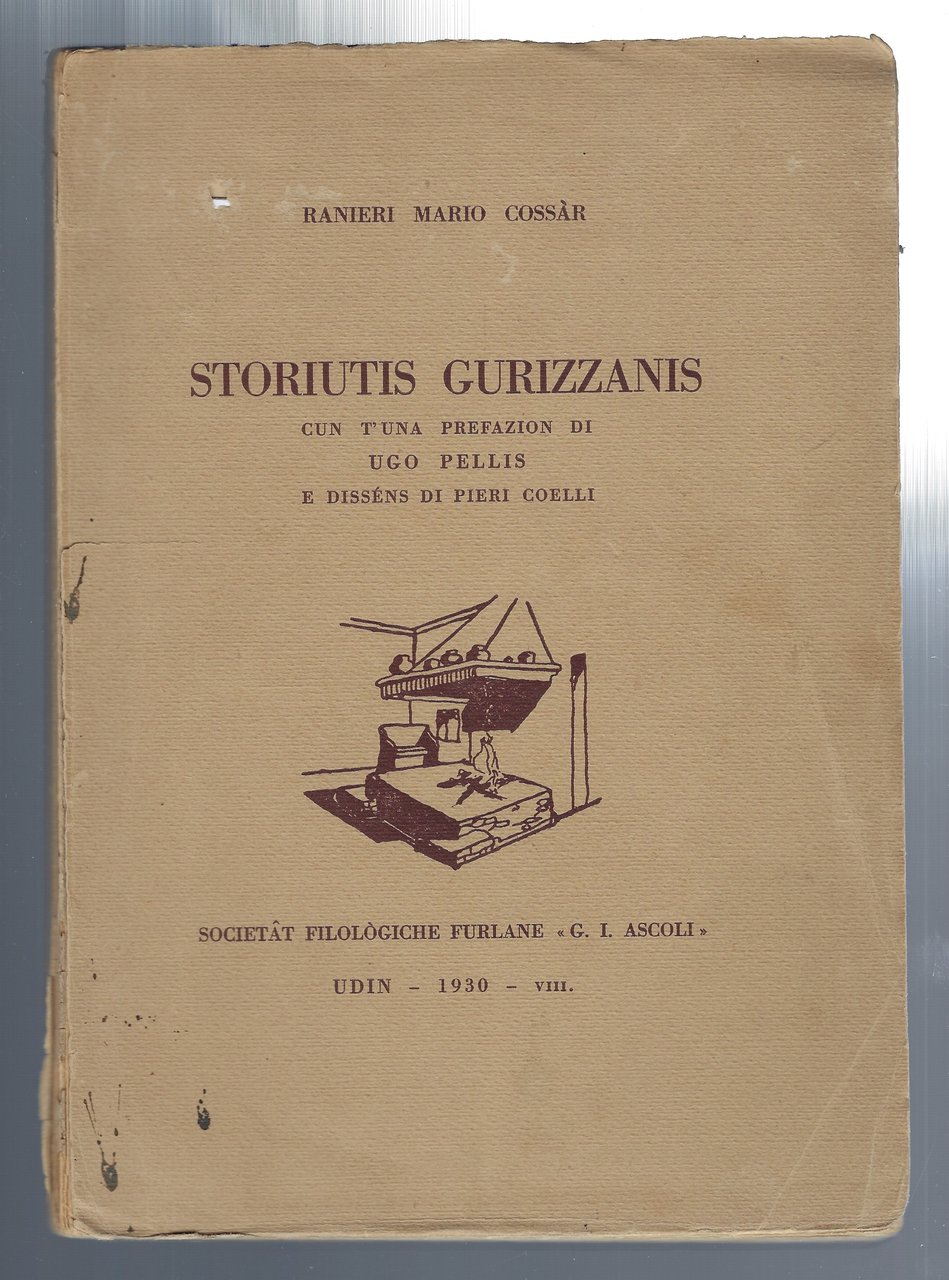 RANIERI MARIO COSSÀR
STORIUTIS GURIZZANIS
CUN T'UNA PREFAZION DI
UGO PELLIS
E DISSÉNS DI PIERI COELLI
SOCIETÂT FILOLÒGICHE FURLANE «G. I. ASCOLI»
UDIN – 1930 – VIII.